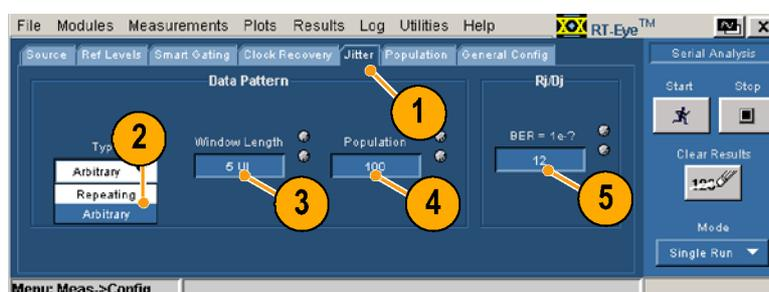 File Modules Measurements Plots Results Log Utilities Help RT-Eye™ X
Source Ref Levels Smart Gating Clock Recovery Jitter Population General Config Serial Analysis
Data Pattern Rj/Dj
1
Start Stop
2
Typ Window Length Population BER = 1e-?
Arbitrary 5 UI 100 12
Clear Results
Repeating
3 4 5
Arbitrary
Mode
Single Run
Menu: Meas->Config